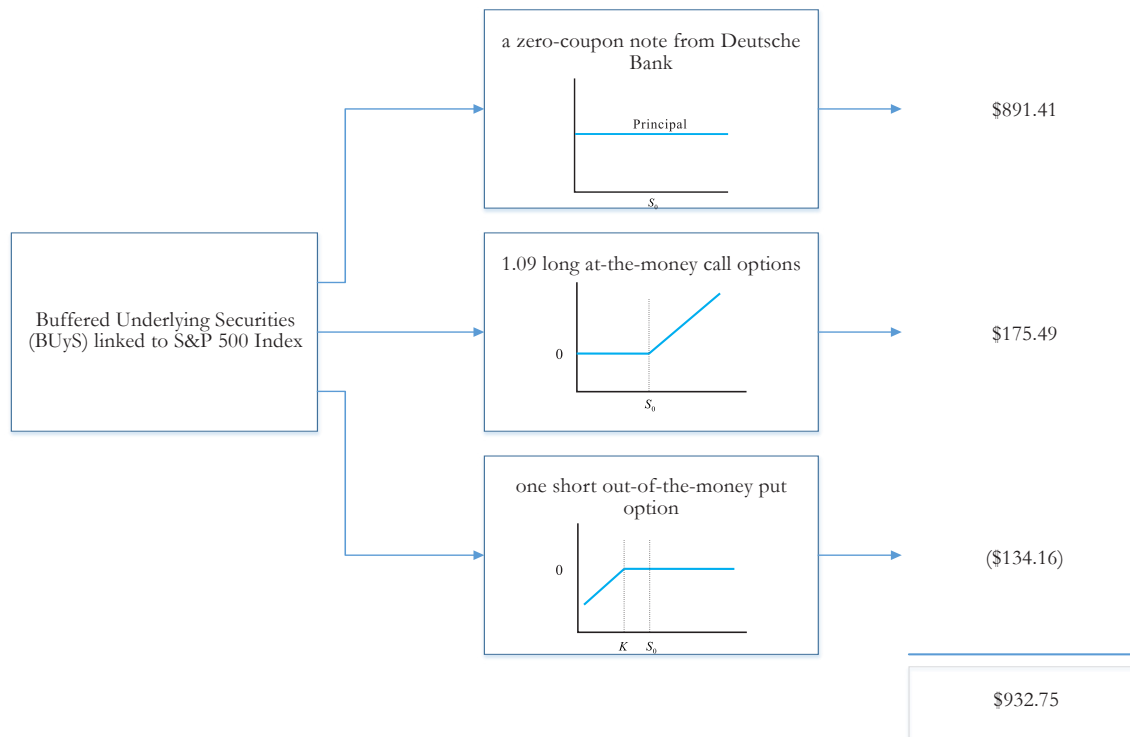 a zero-coupon note from Deutsche
Bank
Principal
S0
$891.41
Buffered Underlying Securities
(BUyS) linked to S&P 500 Index
1.09 long at-the-money call options
0
S0
$175.49
one short out-of-the-money put
option
0
K S0
($134.16)
$932.75